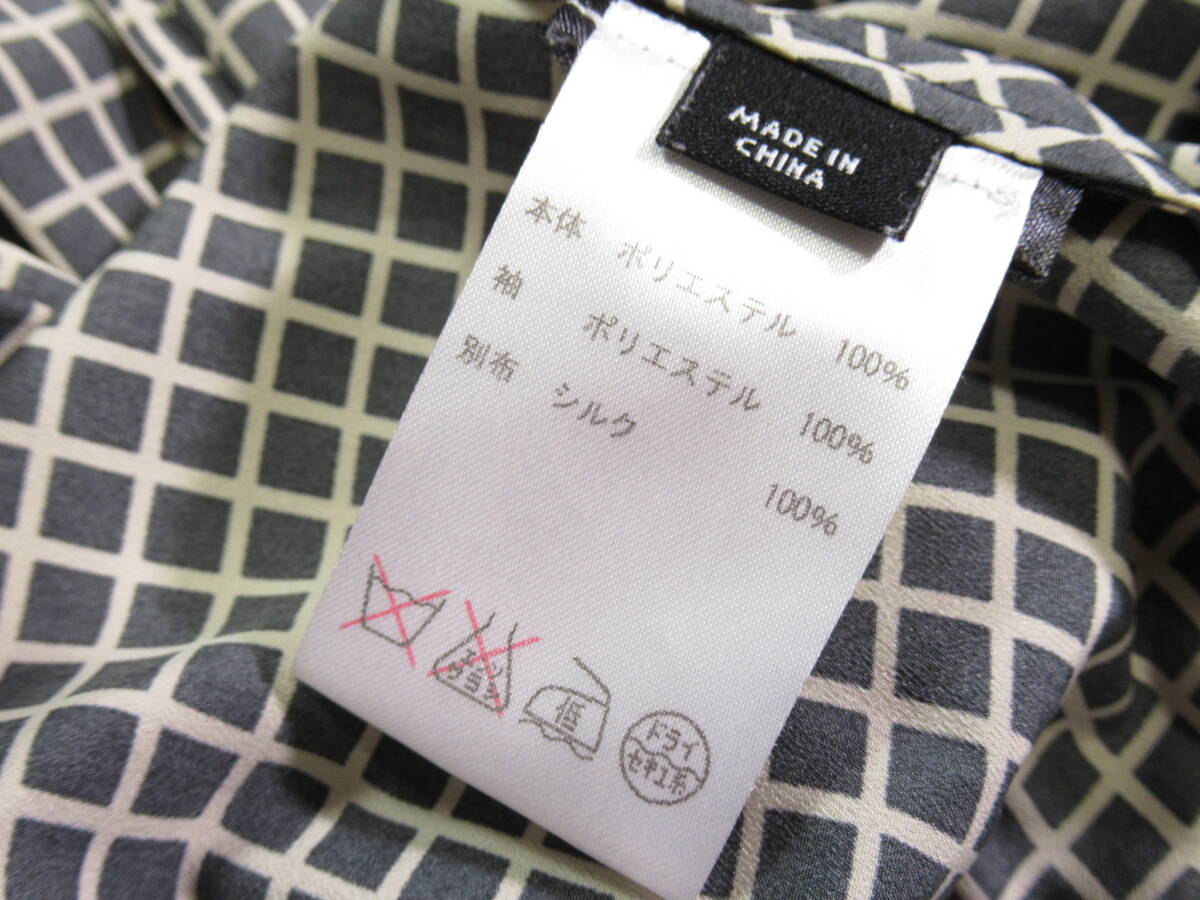 MADE IN
CHINA
本体 ポリエステル 100%
袖 ポリエステル 100%
別布 シルク 100%
エンソ
サラシ
低
ドライ
セキユ系